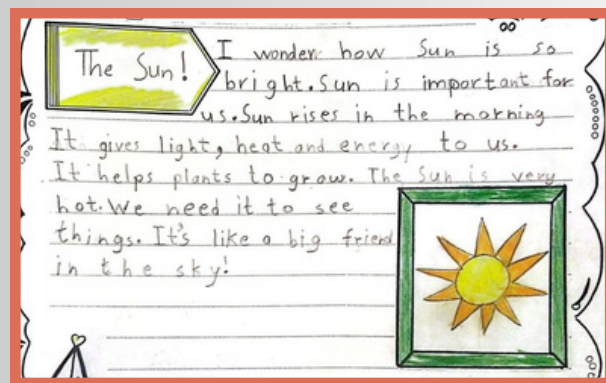 The Sun!
I wonder how Sun is so
bright. Sun is important for
us. Sun rises in the morning
It gives light, heat and energy to us.
It helps plants to grow. The Sun is very
hot. We need it to see
things. It's like a big friend
in the sky!